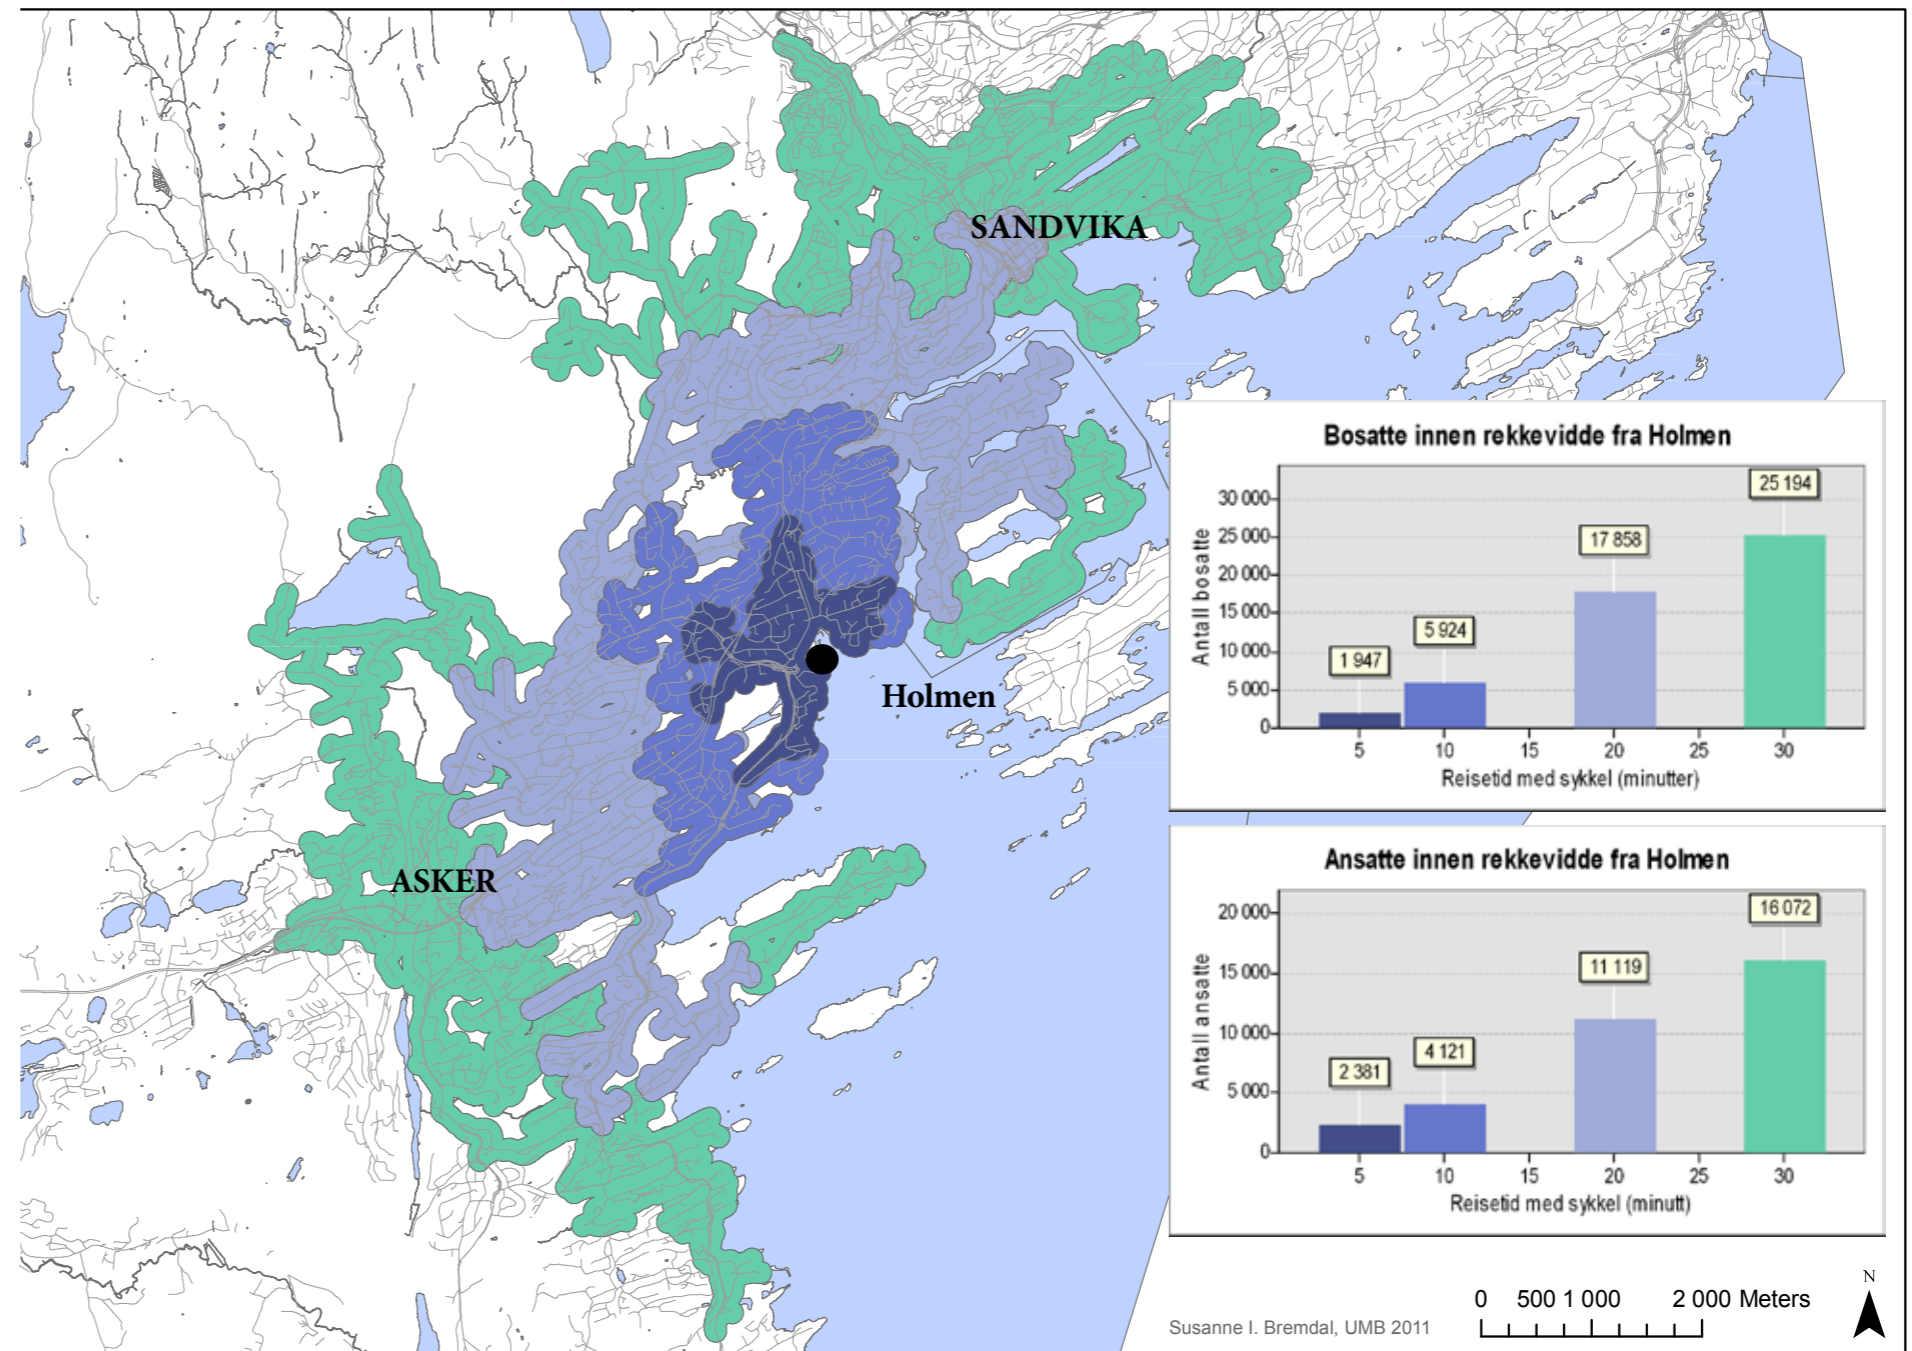 SANDVIKA
Holmen
ASKER
Bosatte innen rekkevidde fra Holmen
Antall bosatte
30 000
25 000
20 000
15 000
10 000
5 000
0
1 947
5 924
17 858
25 194
5 10 15 20 25 30
Reisetid med sykkel (minutter)
Ansatte innen rekkevidde fra Holmen
Antall ansatte
20 000
15 000
10 000
5 000
0
2 381
4 121
11 119
16 072
5 10 15 20 25 30
Reisetid med sykkel (minutt)
Susanne I. Bremdal, UMB 2011
0 500 1 000 2 000 Meters
N